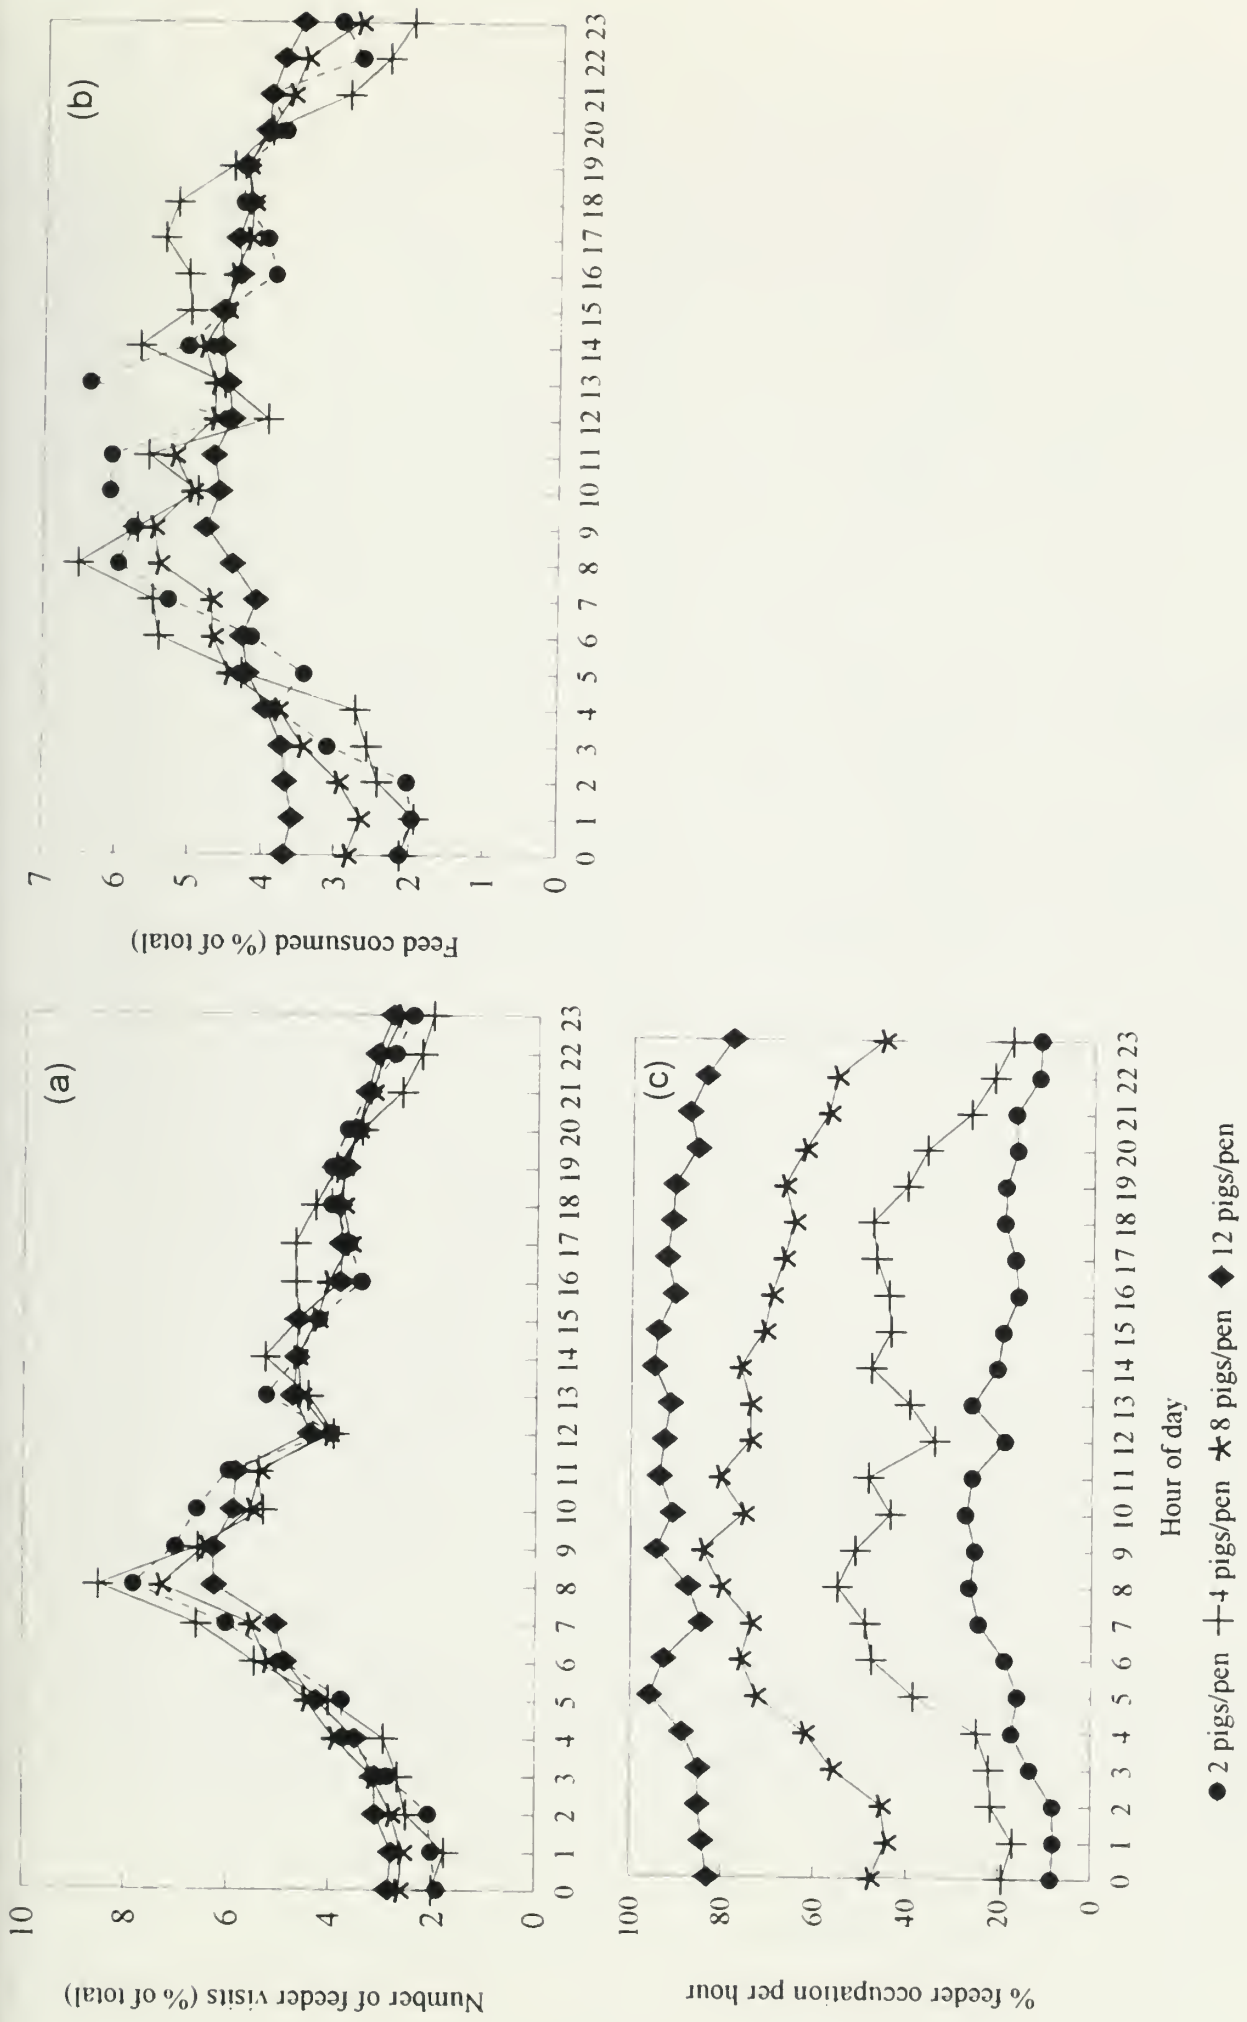 (a)
Number of feeder visits (% of total)
10
8
6
4
2
0
0 1 2 3 4 5 6 7 8 9 10 11 12 13 14 15 16 17 18 19 20 21 22 23
(b)
Feed consumed (% of total)
7
6
5
4
3
2
1
0
0 1 2 3 4 5 6 7 8 9 10 11 12 13 14 15 16 17 18 19 20 21 22 23
(c)
% feeder occupation per hour
100
80
60
40
20
0
0 1 2 3 4 5 6 7 8 9 10 11 12 13 14 15 16 17 18 19 20 21 22 23
Hour of day
2 pigs/pen 4 pigs/pen 8 pigs/pen 12 pigs/pen